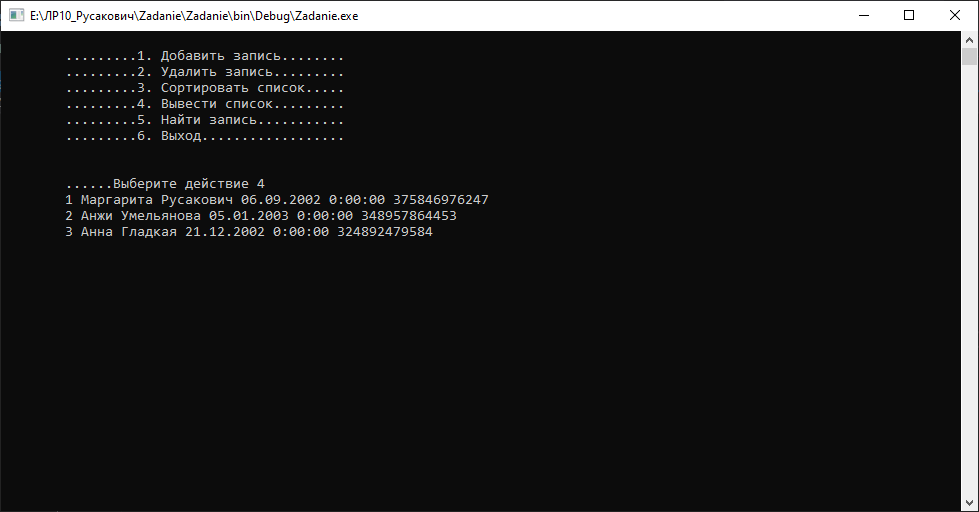 E:\ЛР10_Русакович\Zadanie\Zadanie\bin\Debug\Zadanie.exe
.........1. Добавить запись........
.........2. Удалить запись.........
.........3. Сортировать список.....
.........4. Вывести список.........
.........5. Найти запись...........
.........6. Выход..................
......Выберите действие 4
1 Маргарита Русакович 06.09.2002 0:00:00 375846976247
2 Анжи Умельянова 05.01.2003 0:00:00 348957864453
3 Анна Гладкая 21.12.2002 0:00:00 324892479584